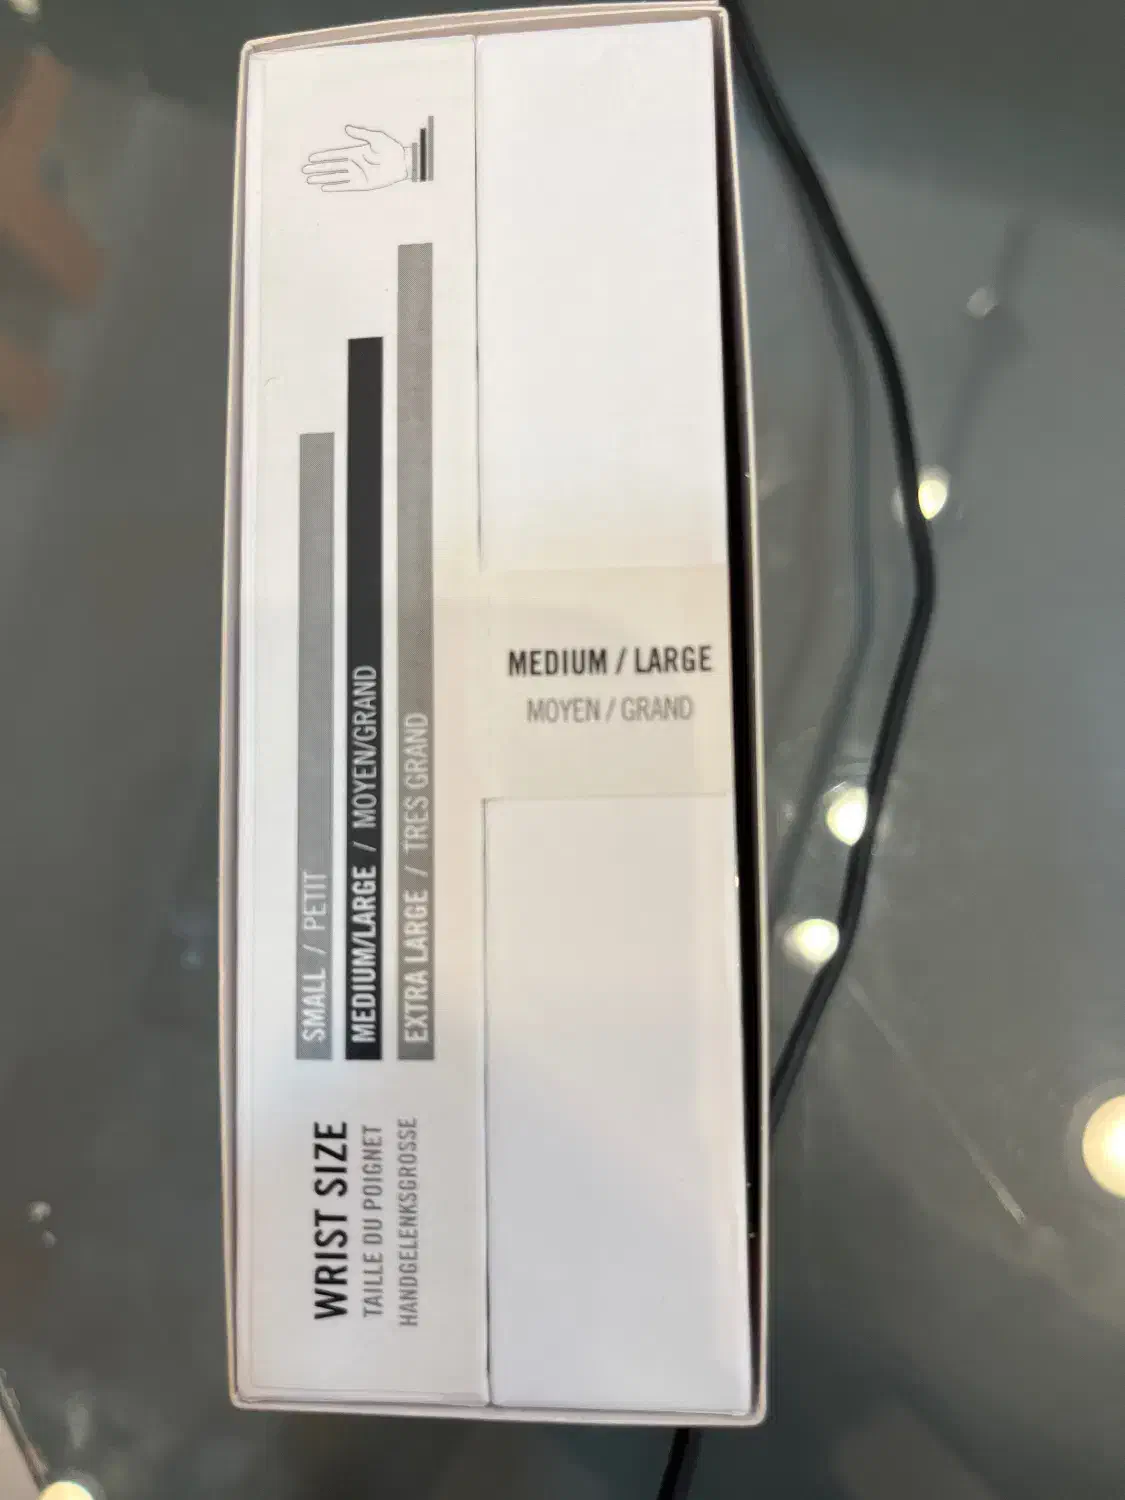 WRIST SIZE
TAILLE DU POIGNET
HANDGELENKSGROSSE
SMALL / PETIT
MEDIUM/LARGE / MOYEN/GRAND
EXTRA LARGE / TRES GRAND
MEDIUM / LARGE
MOYEN / GRAND